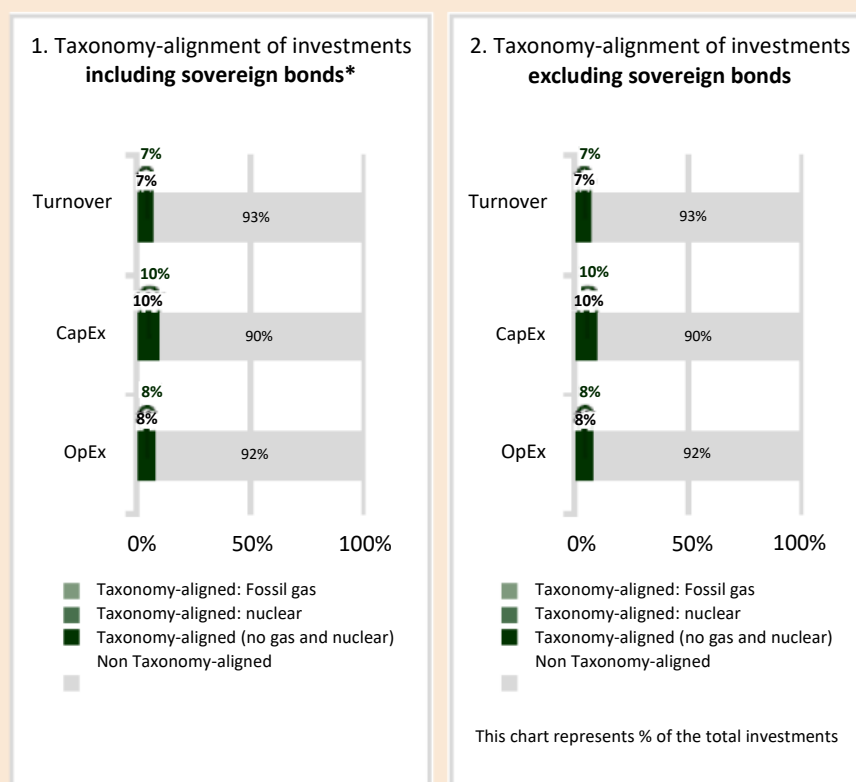 1. Taxonomy-alignment of investments
including sovereign bonds*
7%
7%
Turnover
93%
10%
10%
CapEx
90%
8%
8%
OpEx
92%
0% 50% 100%
Taxonomy-aligned: Fossil gas
Taxonomy-aligned: nuclear
Taxonomy-aligned (no gas and nuclear)
Non Taxonomy-aligned
2. Taxonomy-alignment of investments
excluding sovereign bonds
7%
7%
Turnover
93%
10%
10%
CapEx
90%
8%
8%
OpEx
92%
0% 50% 100%
Taxonomy-aligned: Fossil gas
Taxonomy-aligned: nuclear
Taxonomy-aligned (no gas and nuclear)
Non Taxonomy-aligned
This chart represents % of the total investments